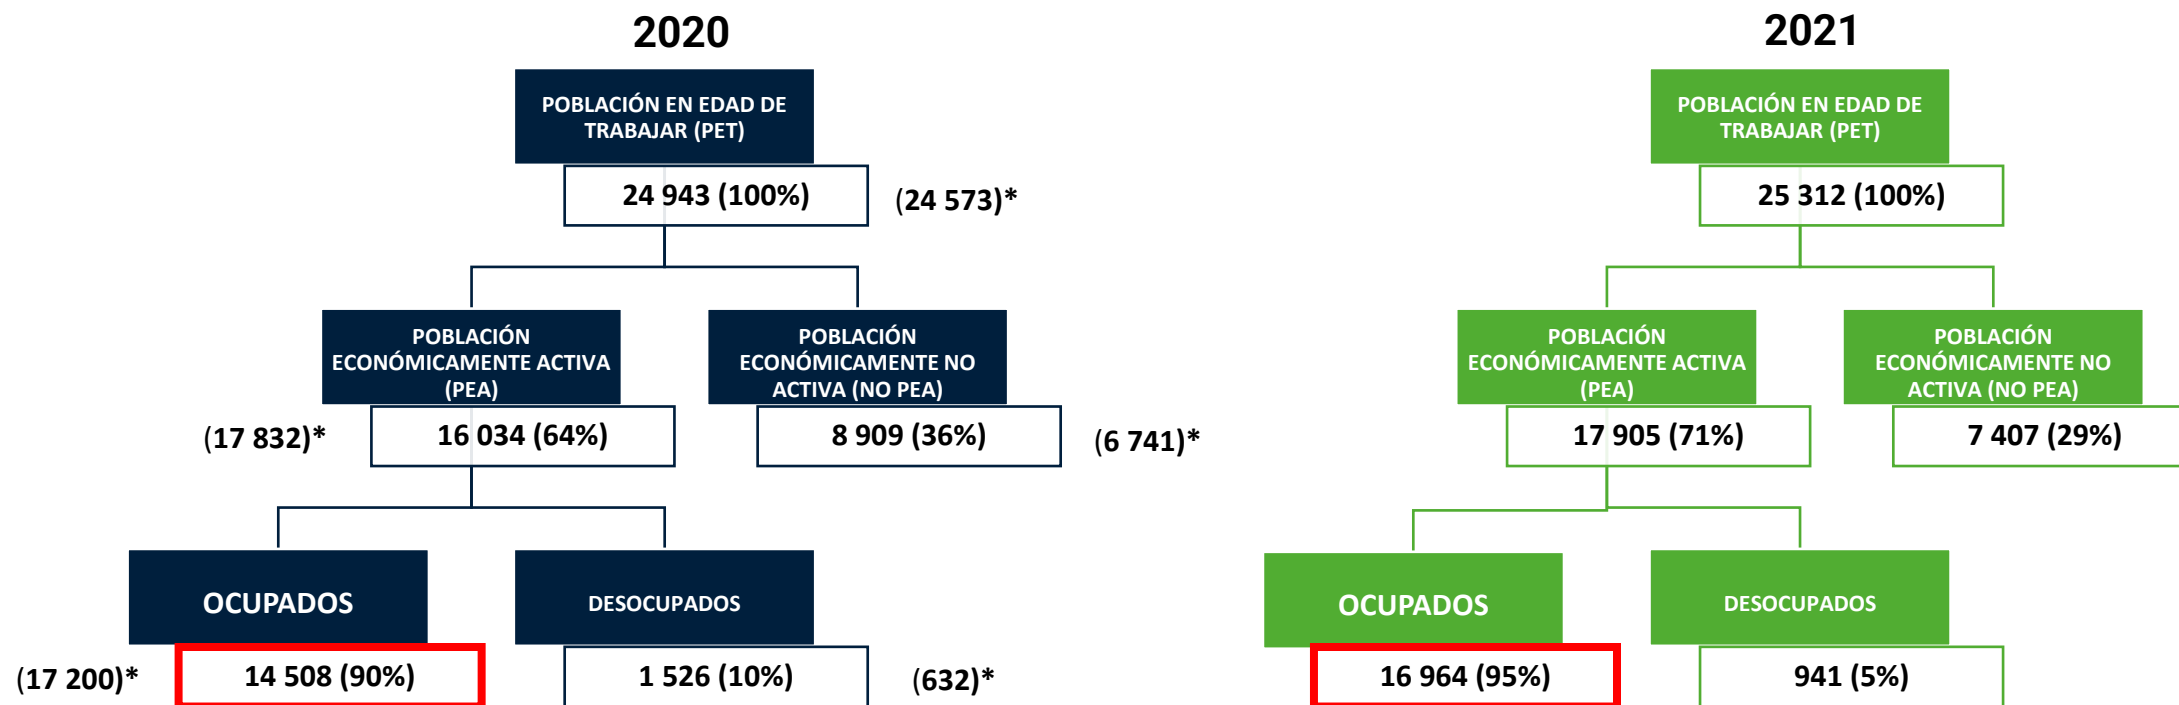 2020
POBLACIÓN EN EDAD DE
TRABAJAR (PET)
24 943 (100%)
(24 573)*
POBLACIÓN
ECONÓMICAMENTE ACTIVA
(PEA)
(17 832)*
16 034 (64%)
POBLACIÓN
ECONÓMICAMENTE NO
ACTIVA (NO PEA)
8 909 (36%)
(6 741)*
OCUPADOS
(17 200)*
14 508 (90%)
DESOCUPADOS
1 526 (10%)
(632)*
2021
POBLACIÓN EN EDAD DE
TRABAJAR (PET)
25 312 (100%)
POBLACIÓN
ECONÓMICAMENTE ACTIVA
(PEA)
17 905 (71%)
POBLACIÓN
ECONÓMICAMENTE NO
ACTIVA (NO PEA)
7 407 (29%)
OCUPADOS
16 964 (95%)
DESOCUPADOS
941 (5%)